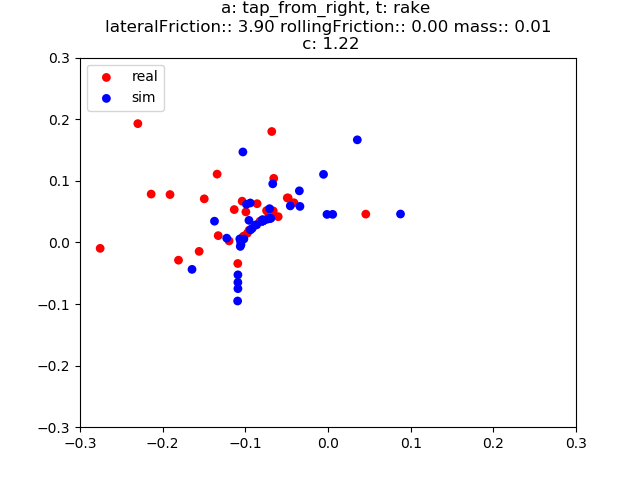 a: tap_from_right, t: rake
lateralFriction:: 3.90 rollingFriction:: 0.00 mass:: 0.01
c: 1.22
real
sim
0.3
0.2
0.1
0.0
−0.1
−0.2
−0.3
−0.3
−0.2
−0.1
0.0
0.1
0.2
0.3